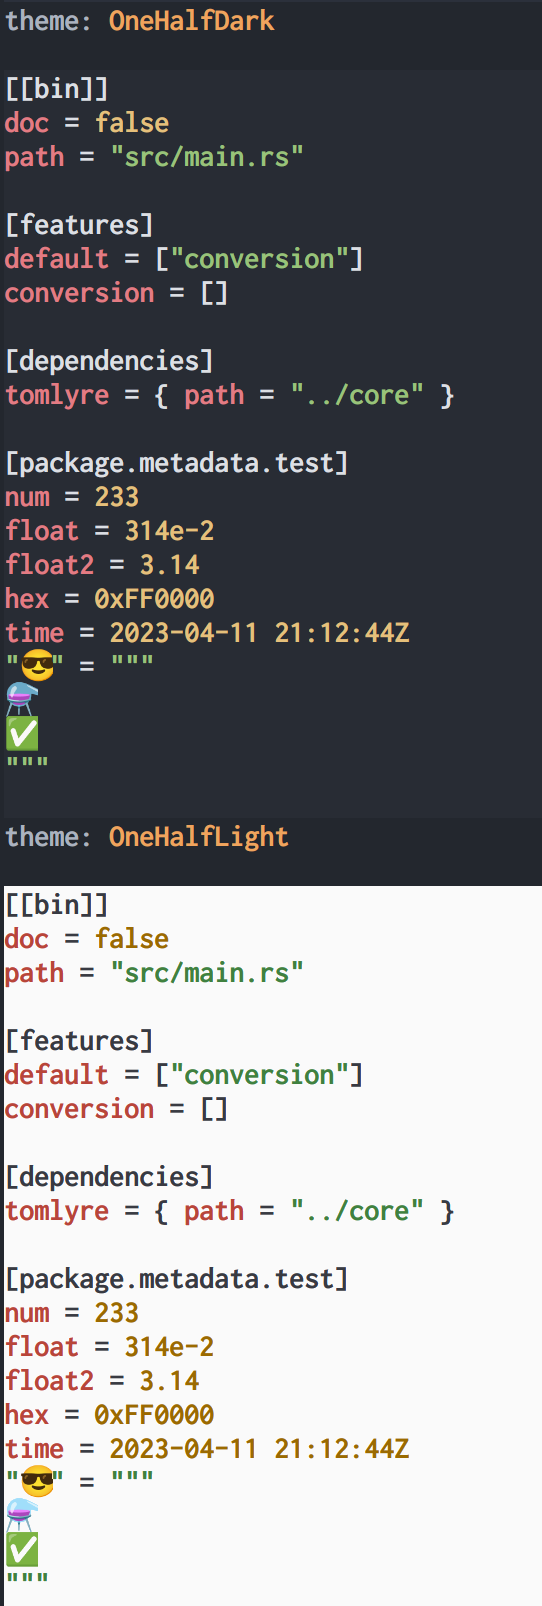 theme: OneHalfDark
[[bin]]
doc = false
path = "src/main.rs"
[features]
default = ["conversion"]
conversion = []
[dependencies]
tomlyre = { path = "../core" }
[package.metadata.test]
num = 233
float = 314e-2
float2 = 3.14
hex = 0xFF0000
time = 2023-04-11 21:12:44Z
"😎" = """
⚗️
✅
"""
theme: OneHalfLight
[[bin]]
doc = false
path = "src/main.rs"
[features]
default = ["conversion"]
conversion = []
[dependencies]
tomlyre = { path = "../core" }
[package.metadata.test]
num = 233
float = 314e-2
float2 = 3.14
hex = 0xFF0000
time = 2023-04-11 21:12:44Z
"😎" = """
⚗️
✅
"""